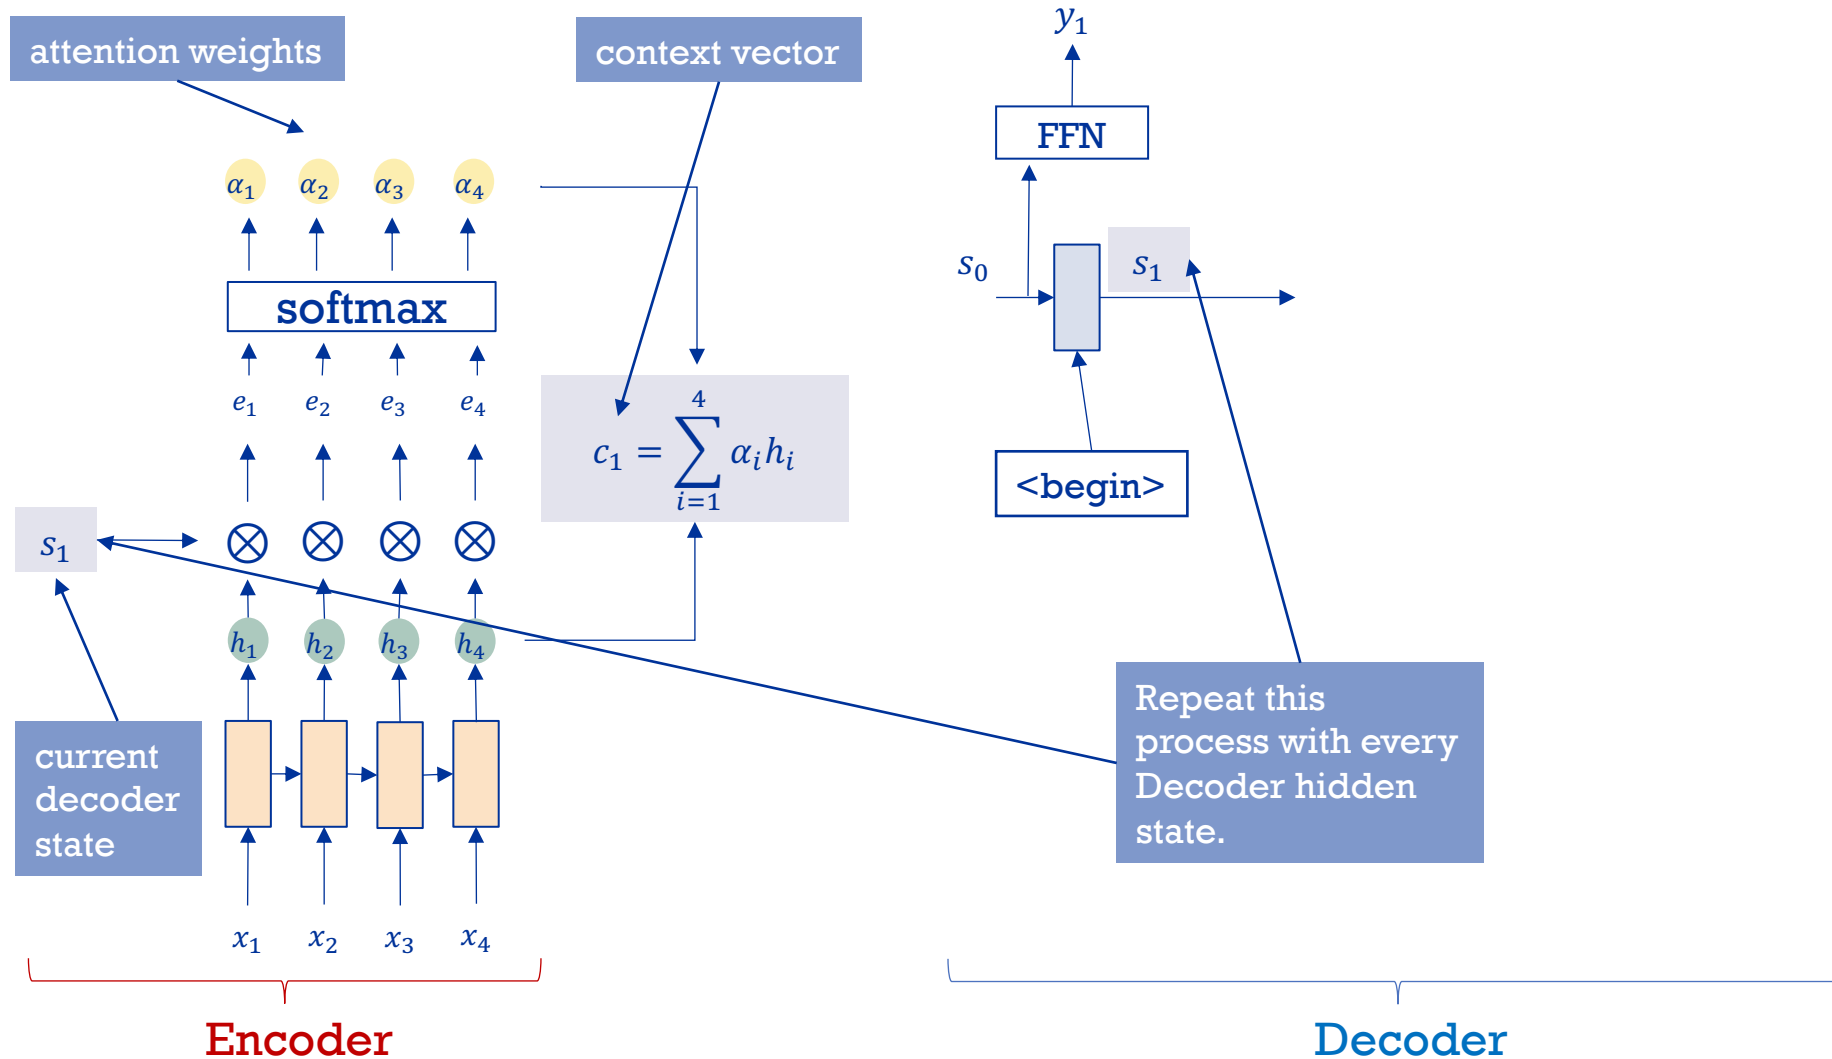 attention weights
context vector
y₁
FFN
α₁ α₂ α₃ α₄
s₀
s₁
softmax
e₁ e₂ e₃ e₄
c₁ = ∑_{i=1}^{4} αᵢhᵢ
<begin>
s₁
h₁ h₂ h₃ h₄
current
decoder
state
Repeat this
process with every
Decoder hidden
state.
x₁ x₂ x₃ x₄
Encoder
Decoder